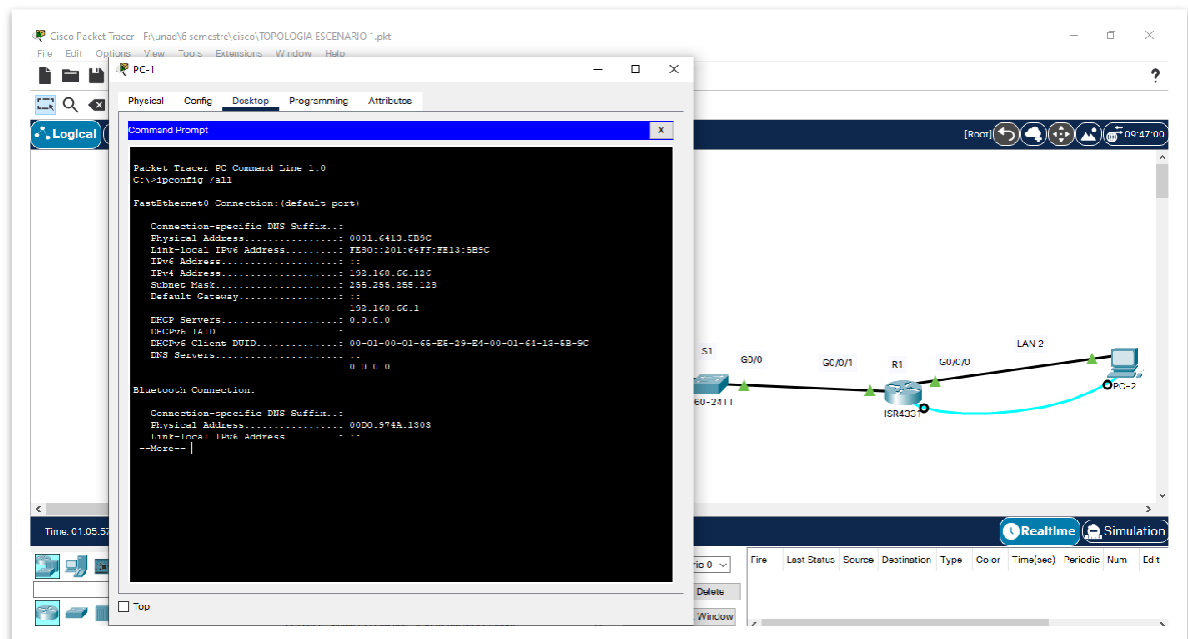 Cisco Packet Tracer - F:\unad\6 semestre\cisco\TOPOLOGIA ESCENARIO 1.pkt
File Edit Options View Tools Extensions Window Help
PC-1
Physical Config Desktop Programming Attributes
Command Prompt X
Logical
[Root] 09:47:00
Packet Tracer PC Command Line 1.0
C:\>ipconfig /all
FastEthernet0 Connection:(default port)
Connection-specific DNS Suffix..:
Physical Address................: 0001.6413.5B9C
Link-local IPv6 Address.........: FE80::201:64FF:FE13:5B9C
IPv6 Address....................: ::
IPv4 Address....................: 192.168.66.126
Subnet Mask.....................: 255.255.255.128
Default Gateway.................: ::
192.168.66.1
DHCP Servers....................: 0.0.0.0
DHCPv6 IAID.....................:
DHCPv6 Client DUID..............: 00-01-00-01-65-E5-29-E4-00-01-64-13-5B-9C
DNS Servers.....................: ::
0.0.0.0
Bluetooth Connection:
Connection-specific DNS Suffix..:
Physical Address................: 00D0.974A.1808
Link-local IPv6 Address.........: ::
--More--
S1
G0/0
G0/0/1
R1
G0/0/0
LAN 2
PC-2
ISR4331
Time: 01:05:57
Realtime
Simulation
Fire Last Status Source Destination Type Color Time(sec) Periodic Num Edit
Delete
Window
Top